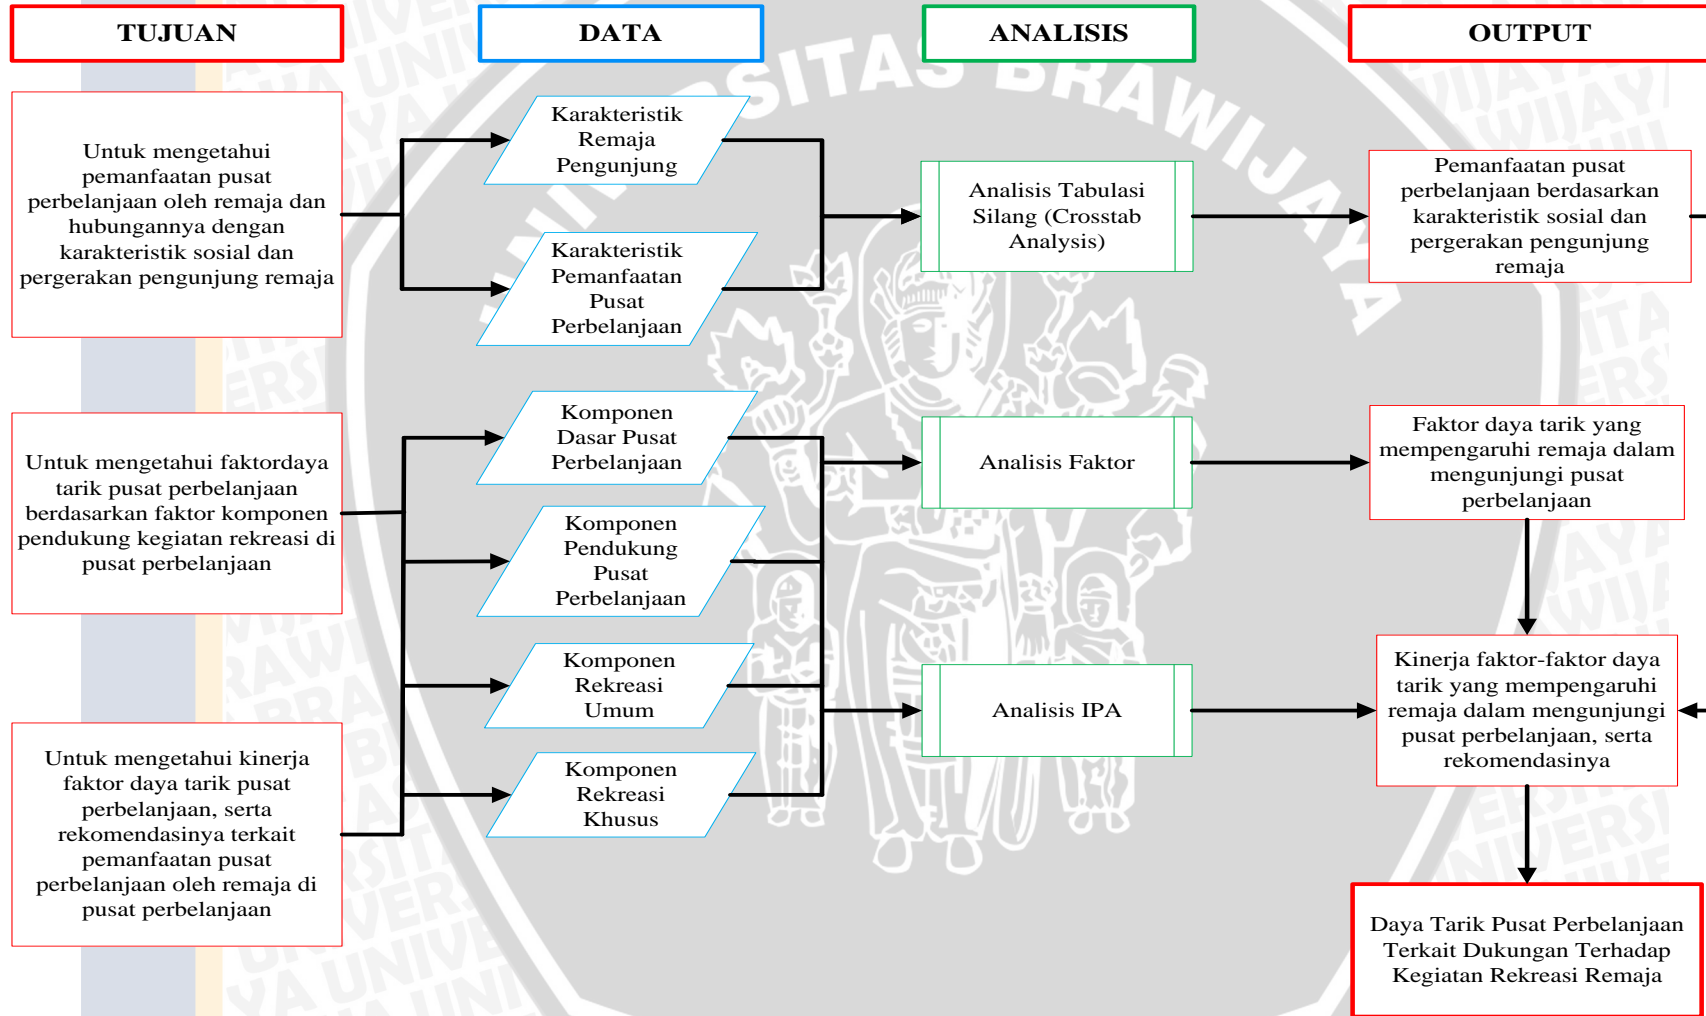 TUJUAN
DATA
ANALISIS
OUTPUT
Untuk mengetahui
pemanfaatan pusat
perbelanjaan oleh remaja dan
hubungannya dengan
karakteristik sosial dan
pergerakan pengunjung remaja
Karakteristik
Remaja
Pengunjung
Karakteristik
Pemanfaatan
Pusat
Perbelanjaan
Analisis Tabulasi
Silang (Crosstab
Analysis)
Pemanfaatan pusat
perbelanjaan berdasarkan
karakteristik sosial dan
pergerakan pengunjung
remaja
Untuk mengetahui faktordaya
tarik pusat perbelanjaan
berdasarkan faktor komponen
pendukung kegiatan rekreasi di
pusat perbelanjaan
Komponen
Dasar Pusat
Perbelanjaan
Komponen
Pendukung
Pusat
Perbelanjaan
Analisis Faktor
Faktor daya tarik yang
mempengaruhi remaja dalam
mengunjungi pusat
perbelanjaan
Untuk mengetahui kinerja
faktor daya tarik pusat
perbelanjaan, serta
rekomendasinya terkait
pemanfaatan pusat
perbelanjaan oleh remaja di
pusat perbelanjaan
Komponen
Rekreasi
Umum
Komponen
Rekreasi
Khusus
Analisis IPA
Kinerja faktor-faktor daya
tarik yang mempengaruhi
remaja dalam mengunjungi
pusat perbelanjaan, serta
rekomendasinya
Daya Tarik Pusat Perbelanjaan
Terkait Dukungan Terhadap
Kegiatan Rekreasi Remaja
UNIVERSITAS BRAWIJAYA